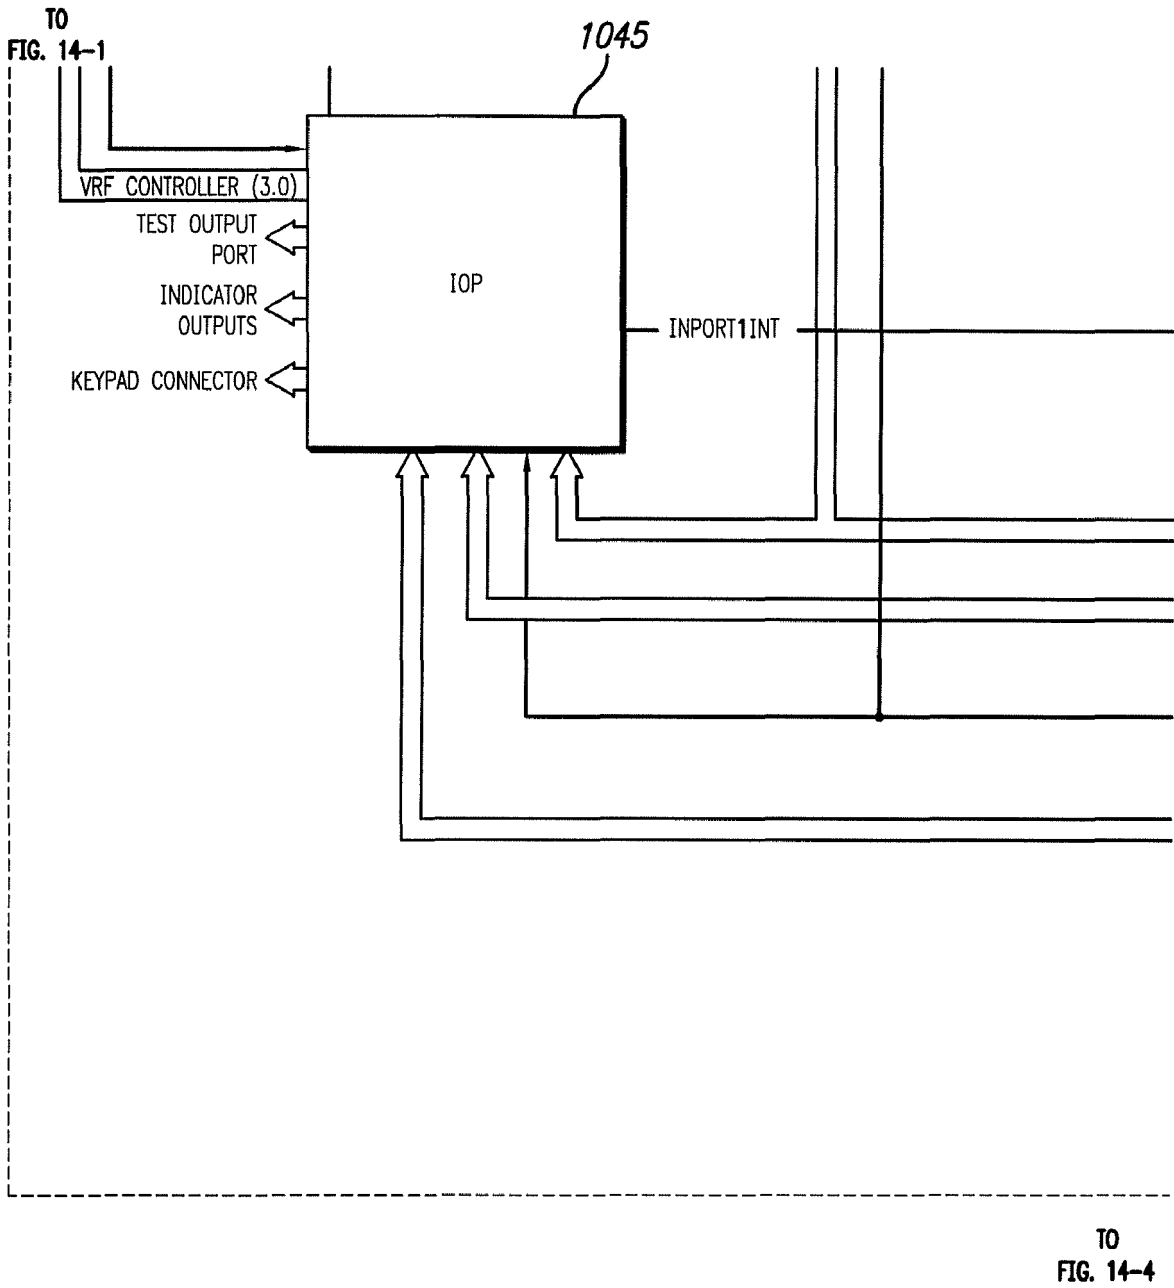 TO
FIG. 14-1
1045
VRF CONTROLLER (3.0)
TEST OUTPUT
PORT
IOP
INDICATOR
OUTPUTS
INPORT1INT
KEYPAD CONNECTOR
TO
FIG. 14-4